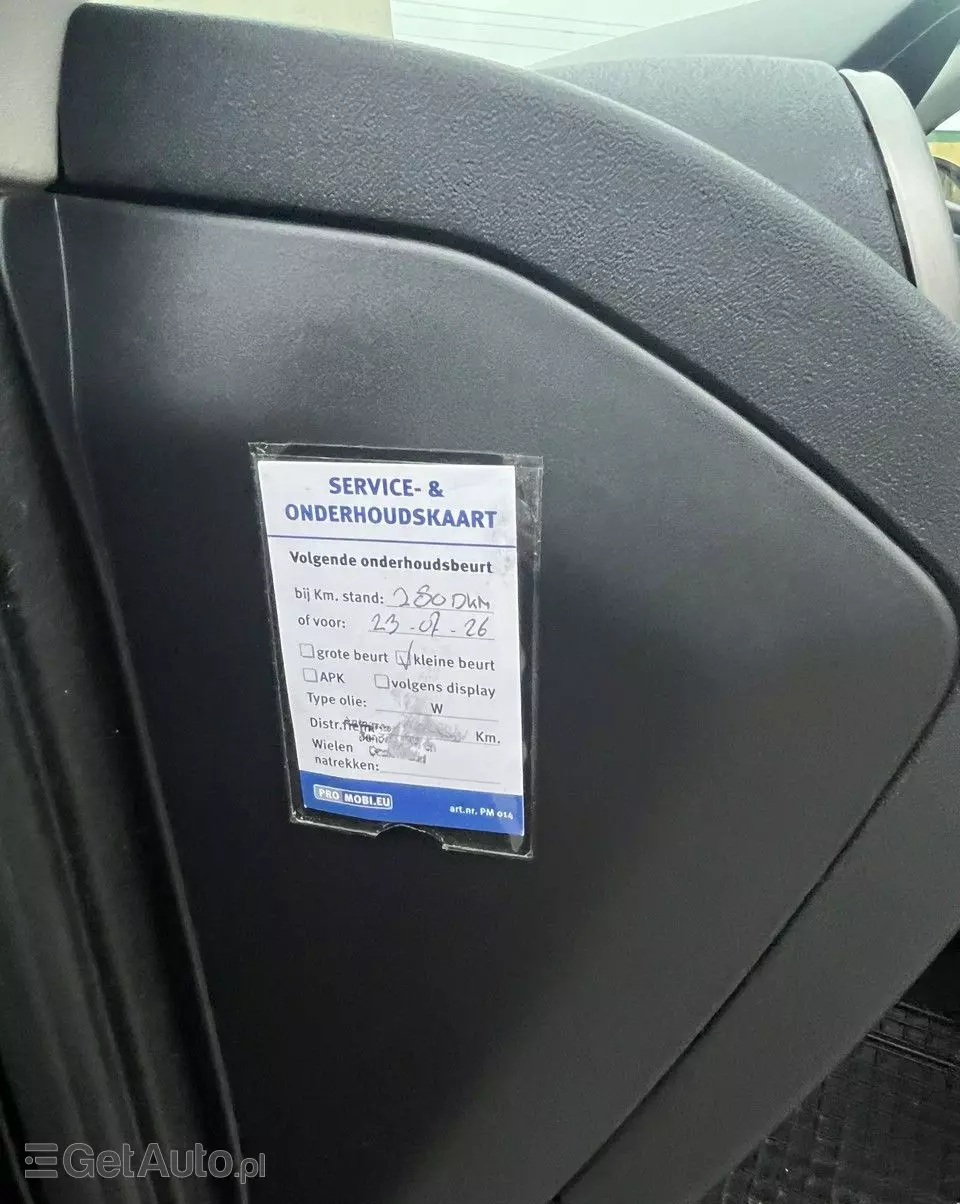 SERVICE- &
ONDERHOUDSKAART
Volgende onderhoudsbeurt
bij Km. stand: 280DKM
of voor: 23-07-26
grote beurt kleine beurt
APK volgens display
Type olie: W
Distr. Km.
Wielen
natrekken:
PRO MOBI.EU art.nr. PM 014
GetAuto.pl